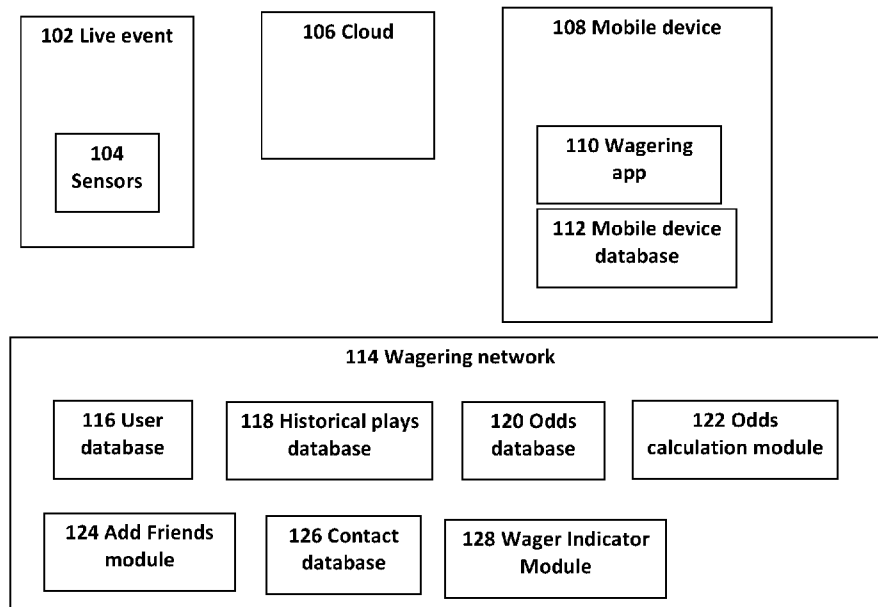 102 Live event
106 Cloud
108 Mobile device
104
Sensors
110 Wagering
app
112 Mobile device
database
114 Wagering network
116 User
database
118 Historical plays
database
120 Odds
database
122 Odds
calculation module
124 Add Friends
module
126 Contact
database
128 Wager Indicator
Module